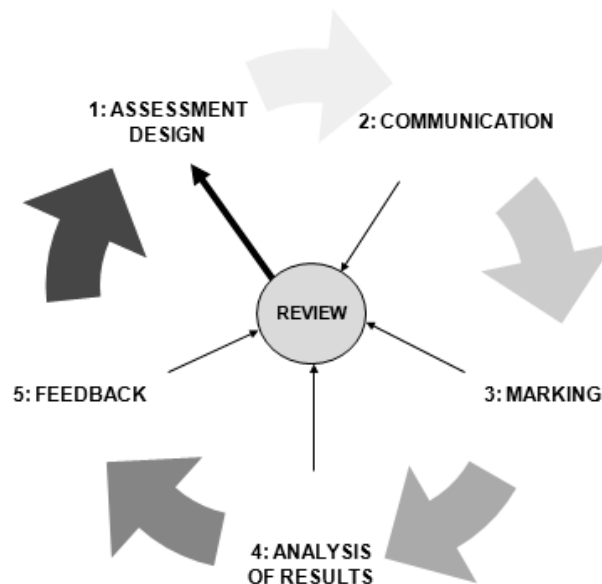 1: ASSESSMENT
DESIGN
2: COMMUNICATION
REVIEW
5: FEEDBACK
3: MARKING
4: ANALYSIS
OF RESULTS